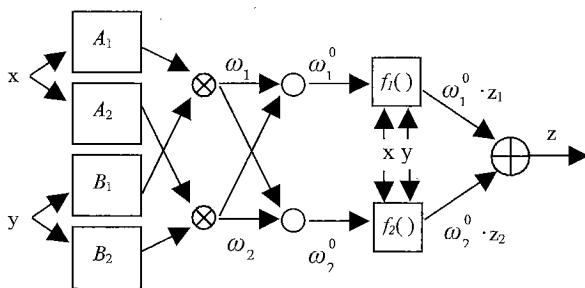 x
A₁
A₂
y
B₁
B₂
⊗
⊗
ω₁
ω₂
ω₁⁰
ω₂⁰
f₁()
x y
f₂()
ω₁⁰ · z₁
ω₂⁰ · z₂
⊕
z